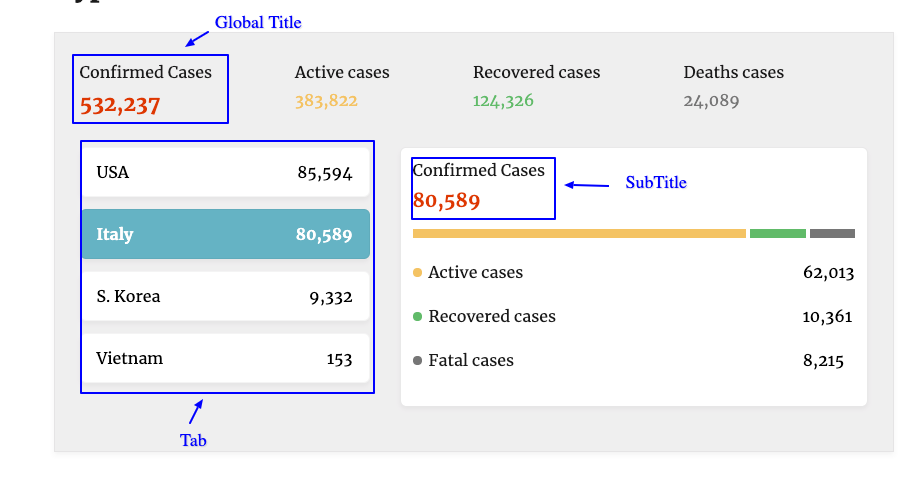 Global Title
Confirmed Cases Active cases Recovered cases Deaths cases
532,237 383,822 124,326 24,089
USA 85,594
Italy 80,589
S. Korea 9,332
Vietnam 153
Tab
Confirmed Cases
80,589
SubTitle
Active cases 62,013
Recovered cases 10,361
Fatal cases 8,215